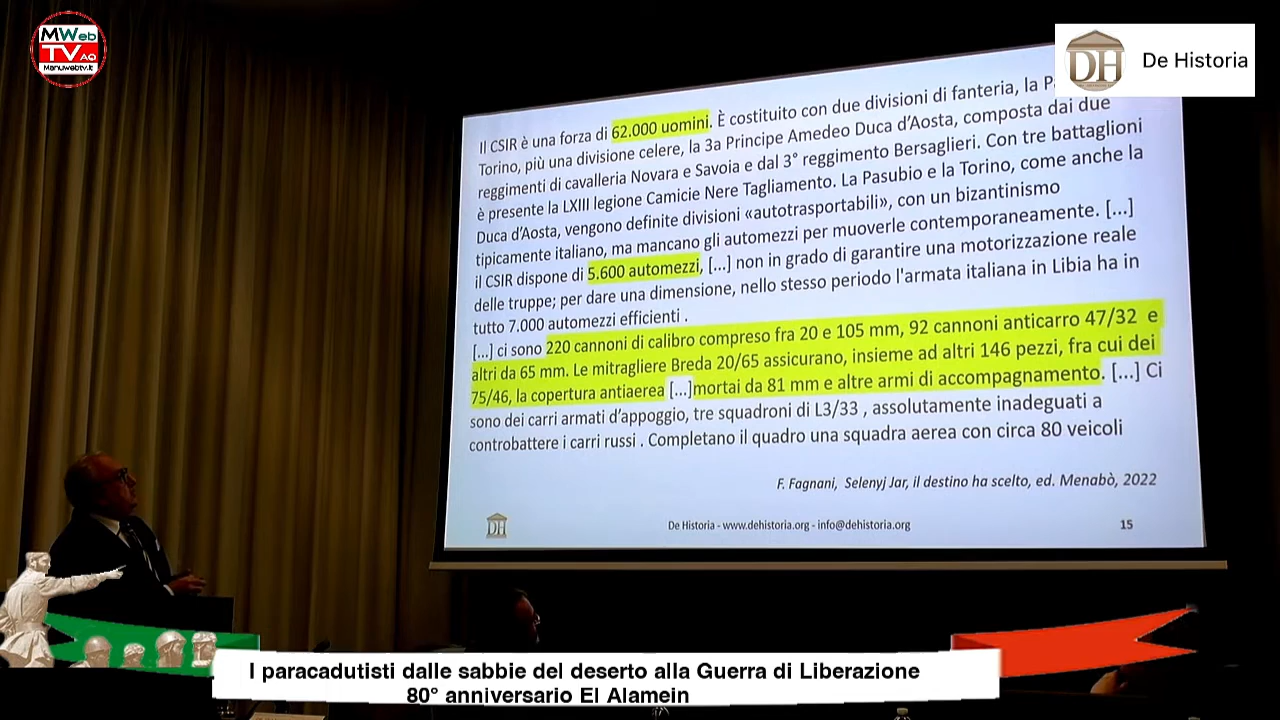 MWeb
TV AQ
Manuwebtv.it
DH
De Historia
Il CSIR è una forza di 62.000 uomini. È costituito con due divisioni di fanteria, la
Torino, più una divisione celere, la 3a Principe Amedeo Duca d'Aosta, composta dai due
reggimenti di cavalleria Novara e Savoia e dal 3° reggimento Bersaglieri. Con tre battaglioni
è presente la LXIII legione Camicie Nere Tagliamento. La Pasubio e la Torino, come anche la
Duca d'Aosta, vengono definite divisioni «autotrasportabili», con un bizantinismo
tipicamente italiano, ma mancano gli automezzi per muoverle contemporaneamente. [...]
il CSIR dispone di 5.600 automezzi, [...] non in grado di garantire una motorizzazione reale
delle truppe; per dare una dimensione, nello stesso periodo l'armata italiana in Libia ha in
tutto 7.000 automezzi efficienti .
[...] ci sono 220 cannoni di calibro compreso fra 20 e 105 mm, 92 cannoni anticarro 47/32 e
altri da 65 mm. Le mitragliere Breda 20/65 assicurano, insieme ad altri 146 pezzi, fra cui dei
75/46, la copertura antiaerea [...]mortai da 81 mm e altre armi di accompagnamento. [...] Ci
sono dei carri armati d'appoggio, tre squadroni di L3/33 , assolutamente inadeguati a
controbattere i carri russi . Completano il quadro una squadra aerea con circa 80 veicoli
F. Fagnani, Selenyj Jar, il destino ha scelto, ed. Menabò, 2022
DH
De Historia - www.dehistoria.org - info@dehistoria.org
15
I paracadutisti dalle sabbie del deserto alla Guerra di Liberazione
80° anniversario El Alamein